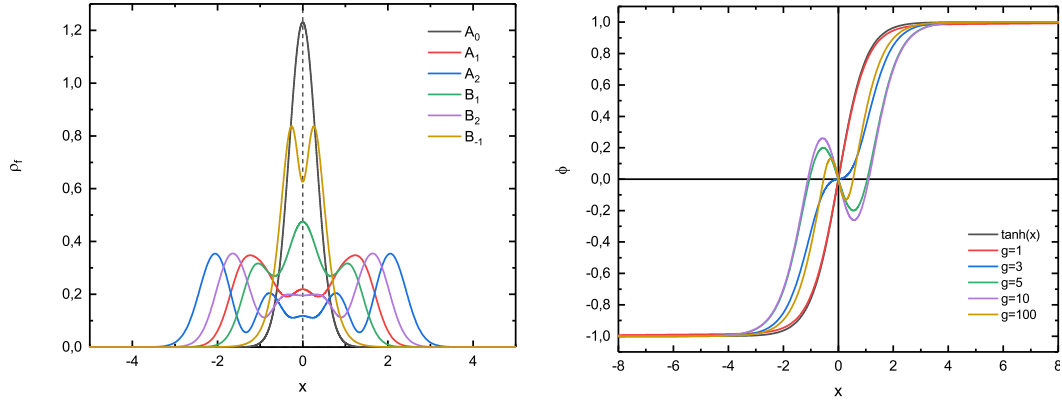 1,2
1,0
0,8
0,6
0,4
0,2
0,0
ρf
-4
-2
0
2
4
x
A0
A1
A2
B1
B2
B-1
1,0
0,8
0,6
0,4
0,2
0,0
-0,2
-0,4
-0,6
-0,8
-1,0
ϕ
-8
-6
-4
-2
0
2
4
6
8
x
tanh(x)
g=1
g=3
g=5
g=10
g=100